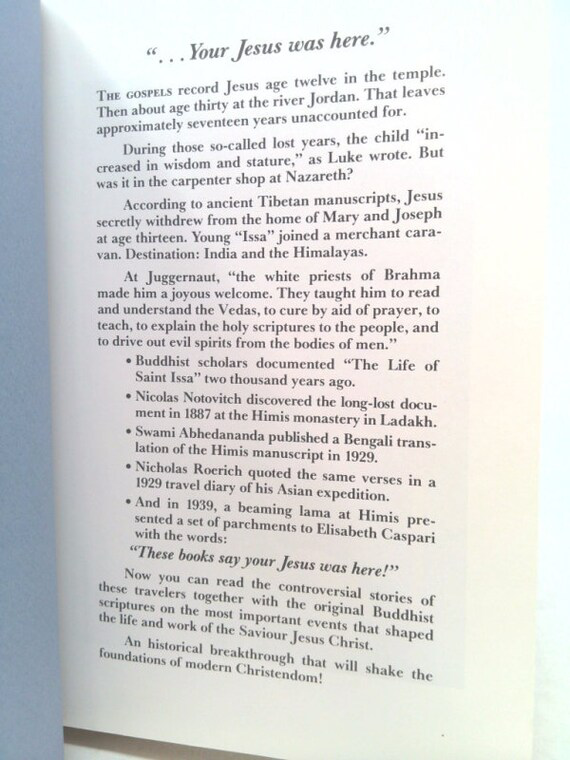 “. . . Your Jesus was here.”
THE GOSPELS record Jesus age twelve in the temple.
Then about age thirty at the river Jordan. That leaves
approximately seventeen years unaccounted for.
During those so-called lost years, the child “in-
creased in wisdom and stature,” as Luke wrote. But
was it in the carpenter shop at Nazareth?
According to ancient Tibetan manuscripts, Jesus
secretly withdrew from the home of Mary and Joseph
at age thirteen. Young “Issa” joined a merchant cara-
van. Destination: India and the Himalayas.
At Juggernaut, “the white priests of Brahma
made him a joyous welcome. They taught him to read
and understand the Vedas, to cure by aid of prayer, to
teach, to explain the holy scriptures to the people, and
to drive out evil spirits from the bodies of men.”
• Buddhist scholars documented “The Life of
Saint Issa” two thousand years ago.
• Nicolas Notovitch discovered the long-lost docu-
ment in 1887 at the Himis monastery in Ladakh.
• Swami Abhedananda published a Bengali trans-
lation of the Himis manuscript in 1929.
• Nicholas Roerich quoted the same verses in a
1929 travel diary of his Asian expedition.
• And in 1939, a beaming lama at Himis pre-
sented a set of parchments to Elisabeth Caspari
with the words:
“These books say your Jesus was here!”
Now you can read the controversial stories of
these travelers together with the original Buddhist
scriptures on the most important events that shaped
the life and work of the Saviour Jesus Christ.
An historical breakthrough that will shake the
foundations of modern Christendom!